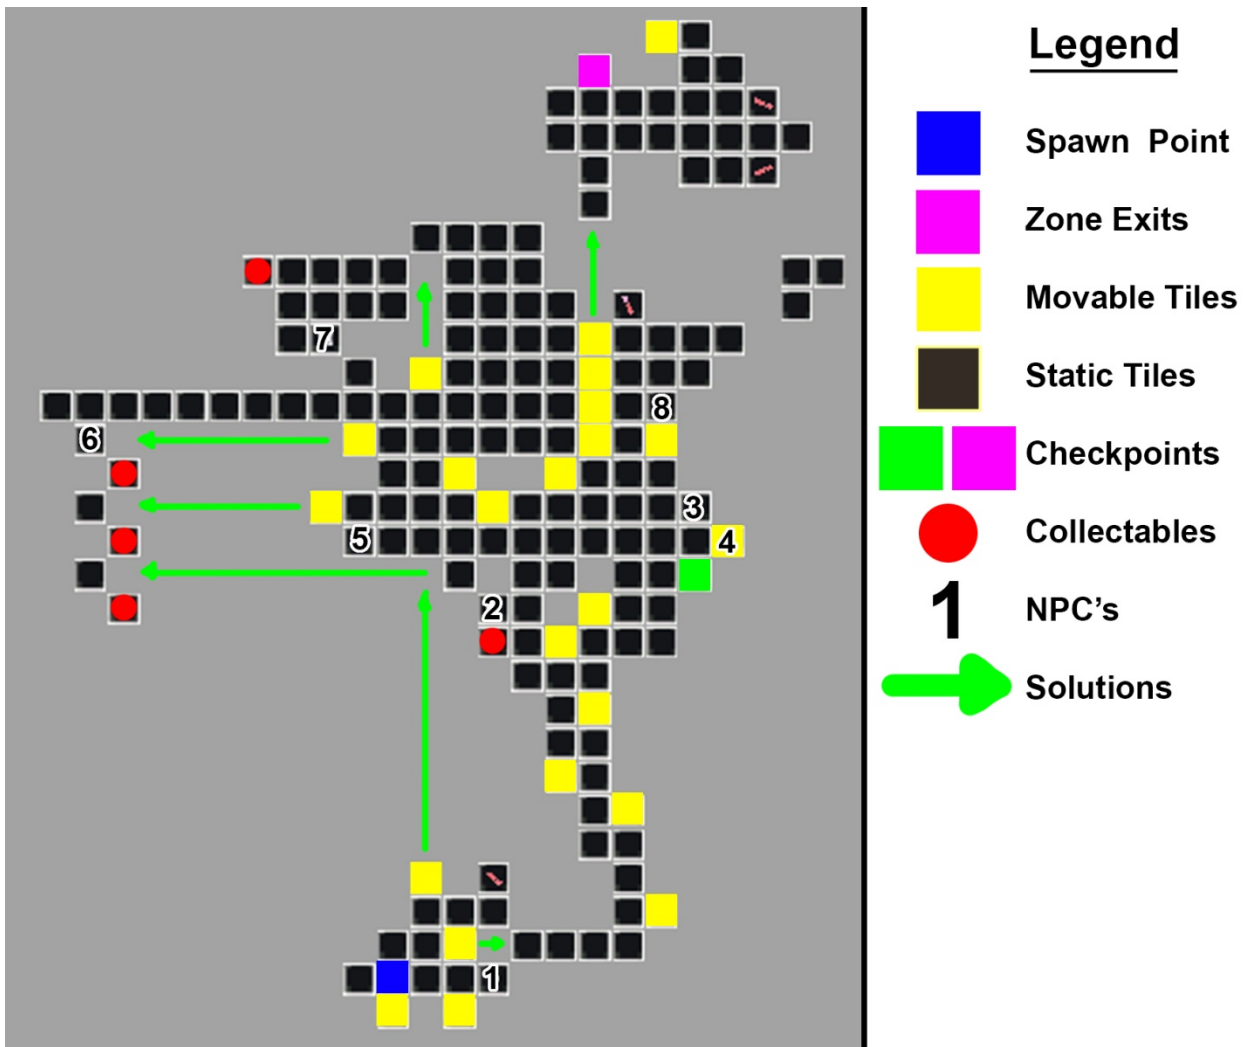 Legend
Spawn Point
Zone Exits
Movable Tiles
Static Tiles
Checkpoints
Collectables
1 NPC's
Solutions
7
8
6
3
5
4
2
1